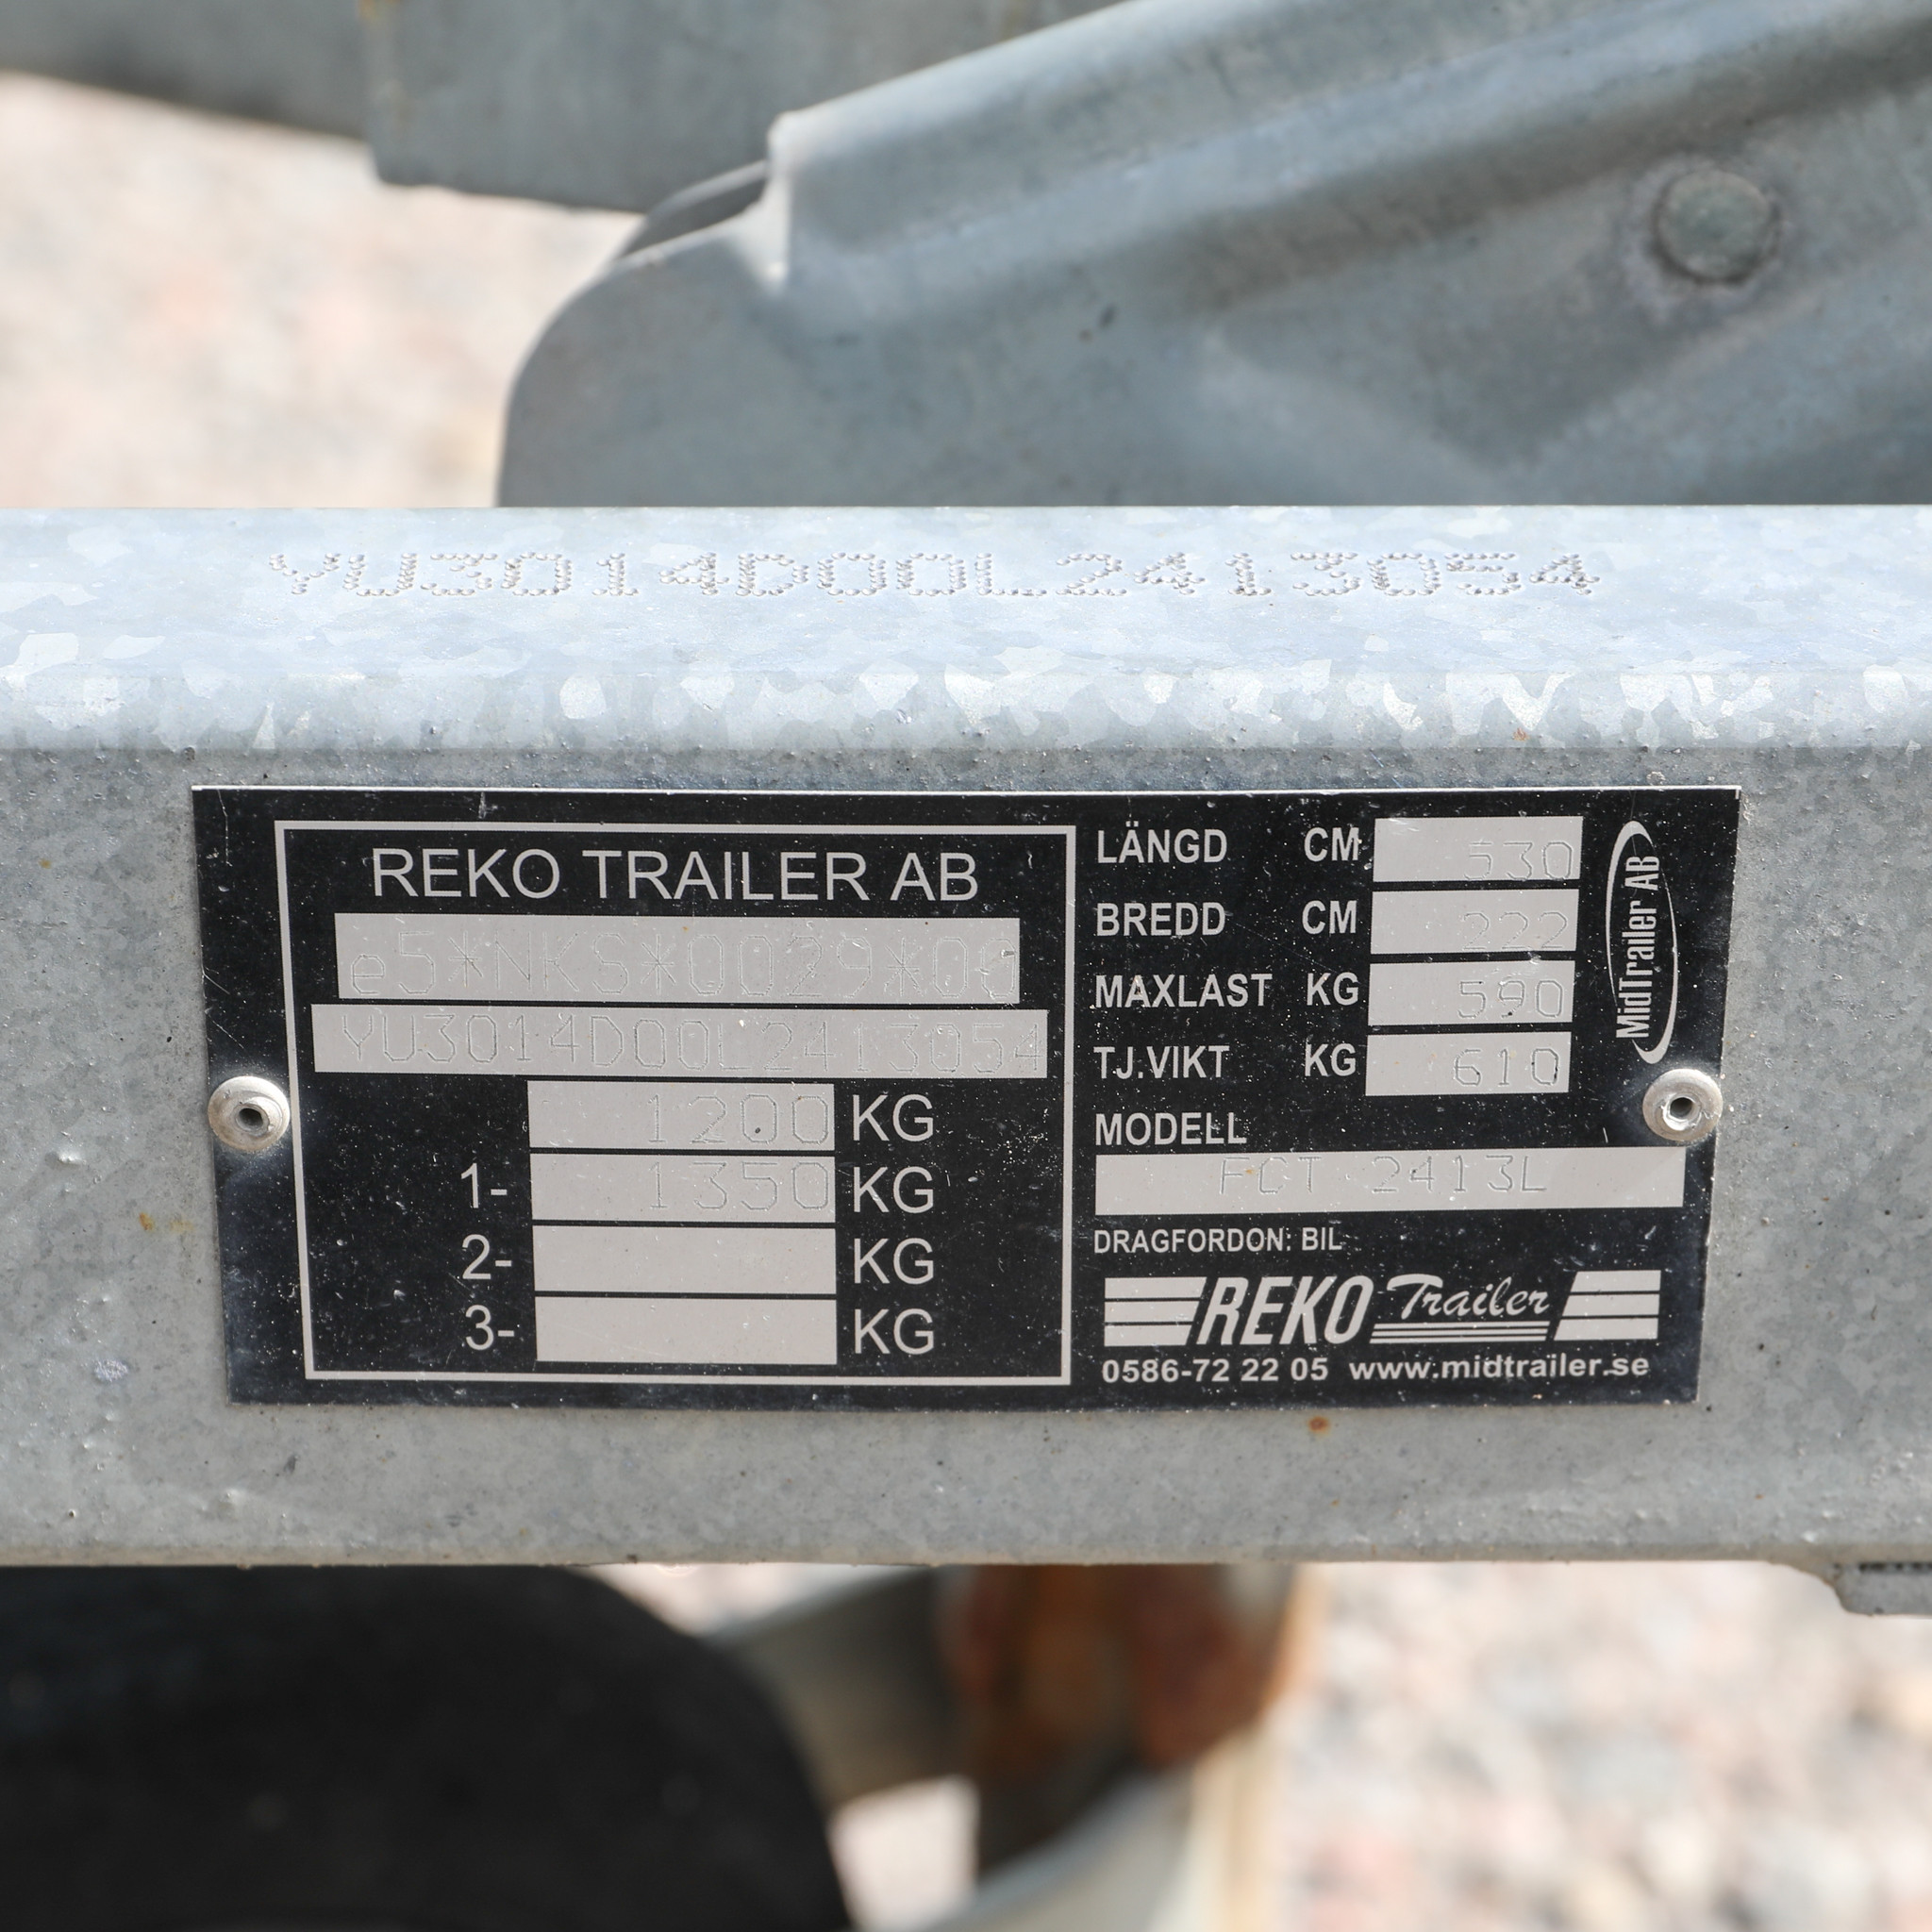 YU3014D00L2413054
REKO TRAILER AB
e5*NKS*0029*00
YU3014D00L2413054
1200 KG
1- 1350 KG
2- KG
3- KG
LÄNGD CM 530
BREDD CM 222
MAXLAST KG 590
TJ.VIKT KG 610
MODELL
FCT 2413L
DRAGFORDON: BIL
REKO Trailer
0586-72 22 05 www.midtrailer.se
MidTrailer AB